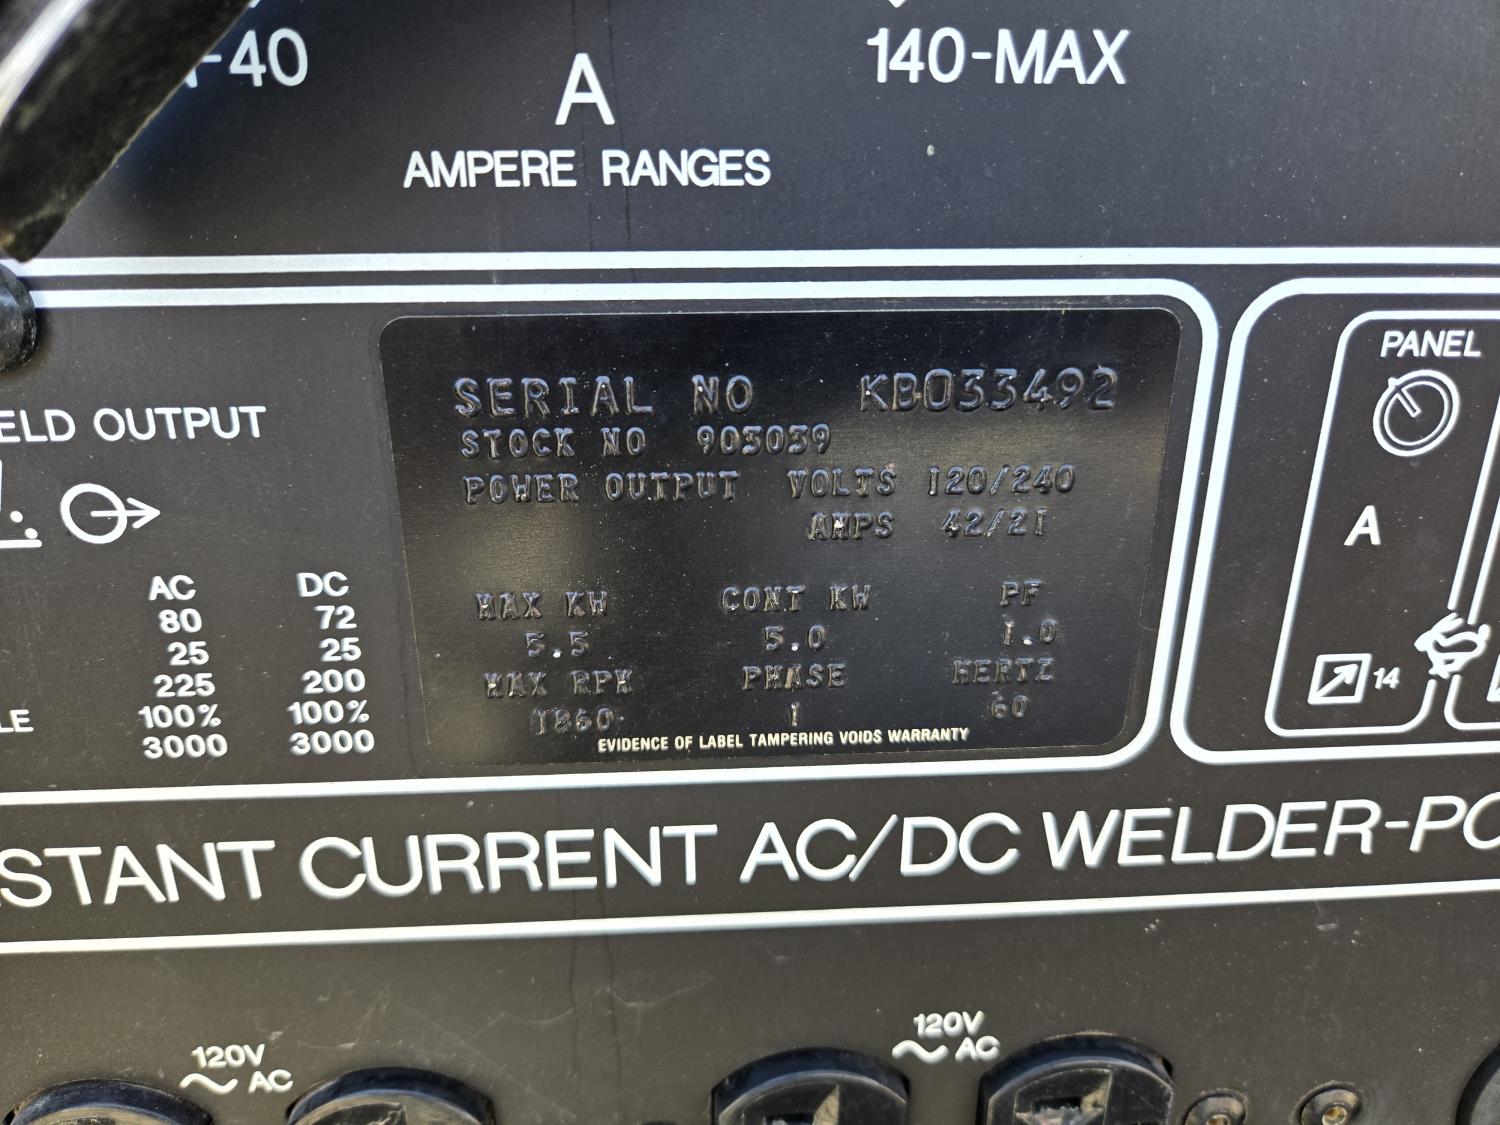 -40
140-MAX
A
AMPERE RANGES
ELD OUTPUT
AC DC
80 72
25 25
225 200
LE 100% 100%
3000 3000
SERIAL NO KB033492
STOCK NO 903039
POWER OUTPUT VOLTS 120/240
AMPS 42/21
MAX KW CONT KW PF
5.5 5.0 1.0
MAX RPM PHASE HERTZ
1860 1 60
EVIDENCE OF LABEL TAMPERING VOIDS WARRANTY
PANEL
A
14
STANT CURRENT AC/DC WELDER-PO
120V
AC
120V
AC